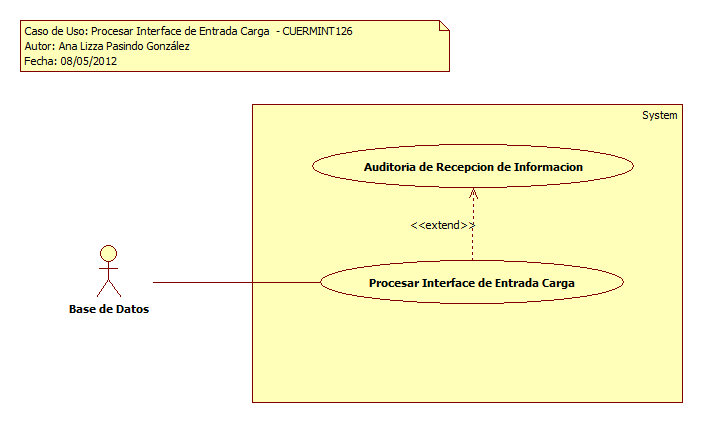 Caso de Uso: Procesar Interface de Entrada Carga - CUERMINT126
Autor: Ana Lizza Pasindo González
Fecha: 08/05/2012
System
Auditoria de Recepcion de Informacion
<<extend>>
Procesar Interface de Entrada Carga
Base de Datos